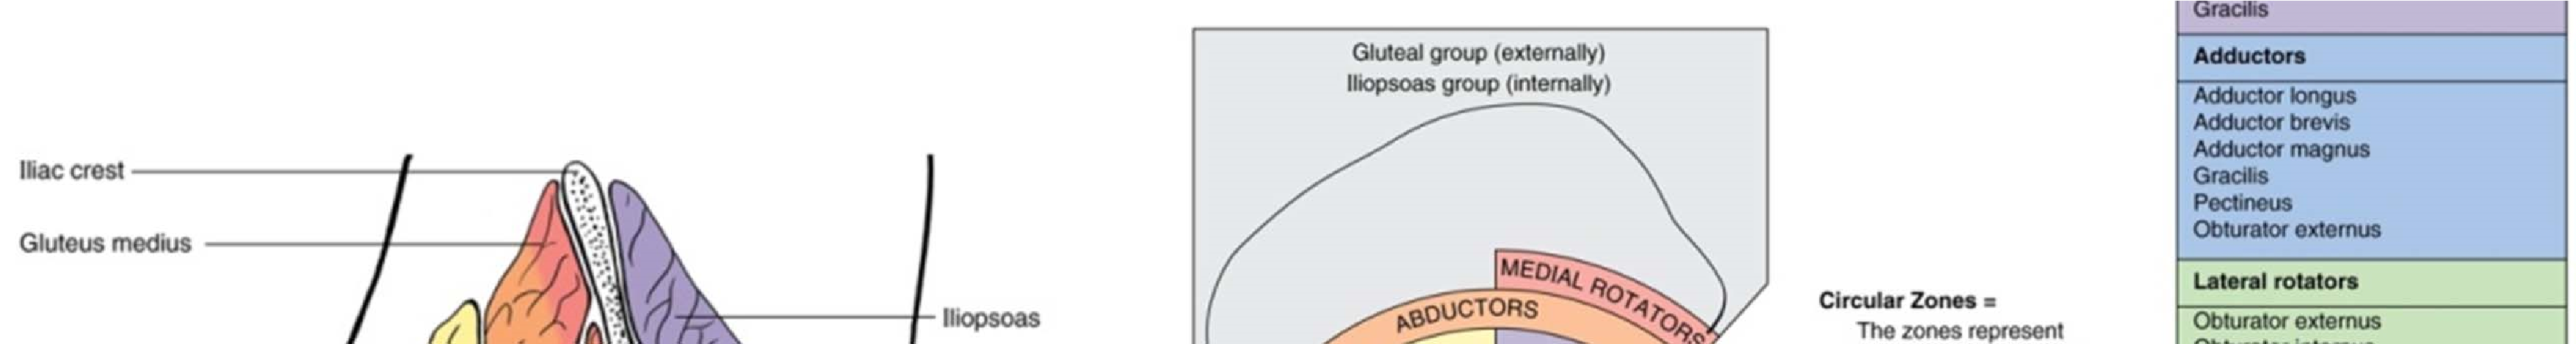 Iliac crest
Gluteus medius
Iliopsoas
Gluteal group (externally)
Iliopsoas group (internally)
MEDIAL ROTATORS
ABDUCTORS
Circular Zones =
The zones represent
Gracilis
Adductors
Adductor longus
Adductor brevis
Adductor magnus
Gracilis
Pectineus
Obturator externus
Lateral rotators
Obturator externus